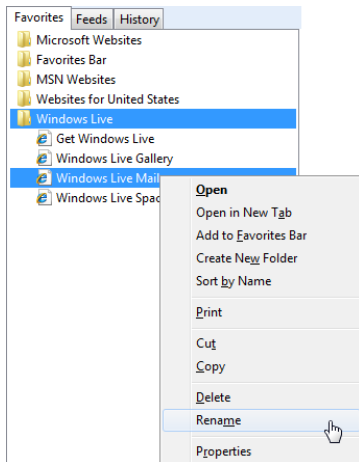 Favorites Feeds History
Microsoft Websites
Favorites Bar
MSN Websites
Websites for United States
Windows Live
Get Windows Live
Windows Live Gallery
Windows Live Mail
Windows Live
Open
Open in New Tab
Add to Favorites Bar
Create New Folder
Sort by Name
Print
Cut
Copy
Delete
Rename
Properties